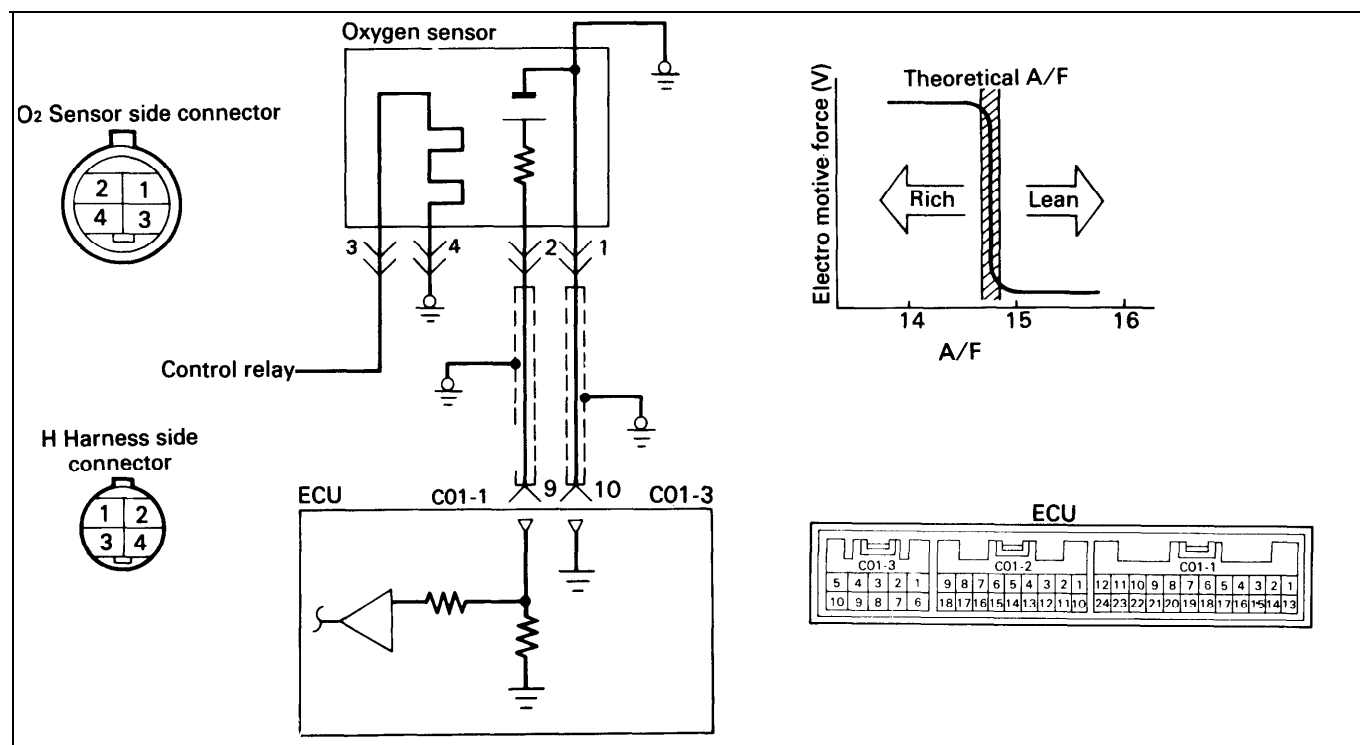 Oxygen sensor
O2 Sensor side connector
2 1
4 3
3 4 2 1
Control relay
H Harness side
connector
1 2
3 4
ECU C01-1 9 10 C01-3
Theoretical A/F
Electro motive force (V)
Rich Lean
14 15 16
A/F
ECU
C01-3 C01-2 C01-1
5 4 3 2 1 9 8 7 6 5 4 3 2 1 12 11 10 9 8 7 6 5 4 3 2 1
10 9 8 7 6 18 17 16 15 14 13 12 11 10 24 23 22 21 20 19 18 17 16 15 14 13